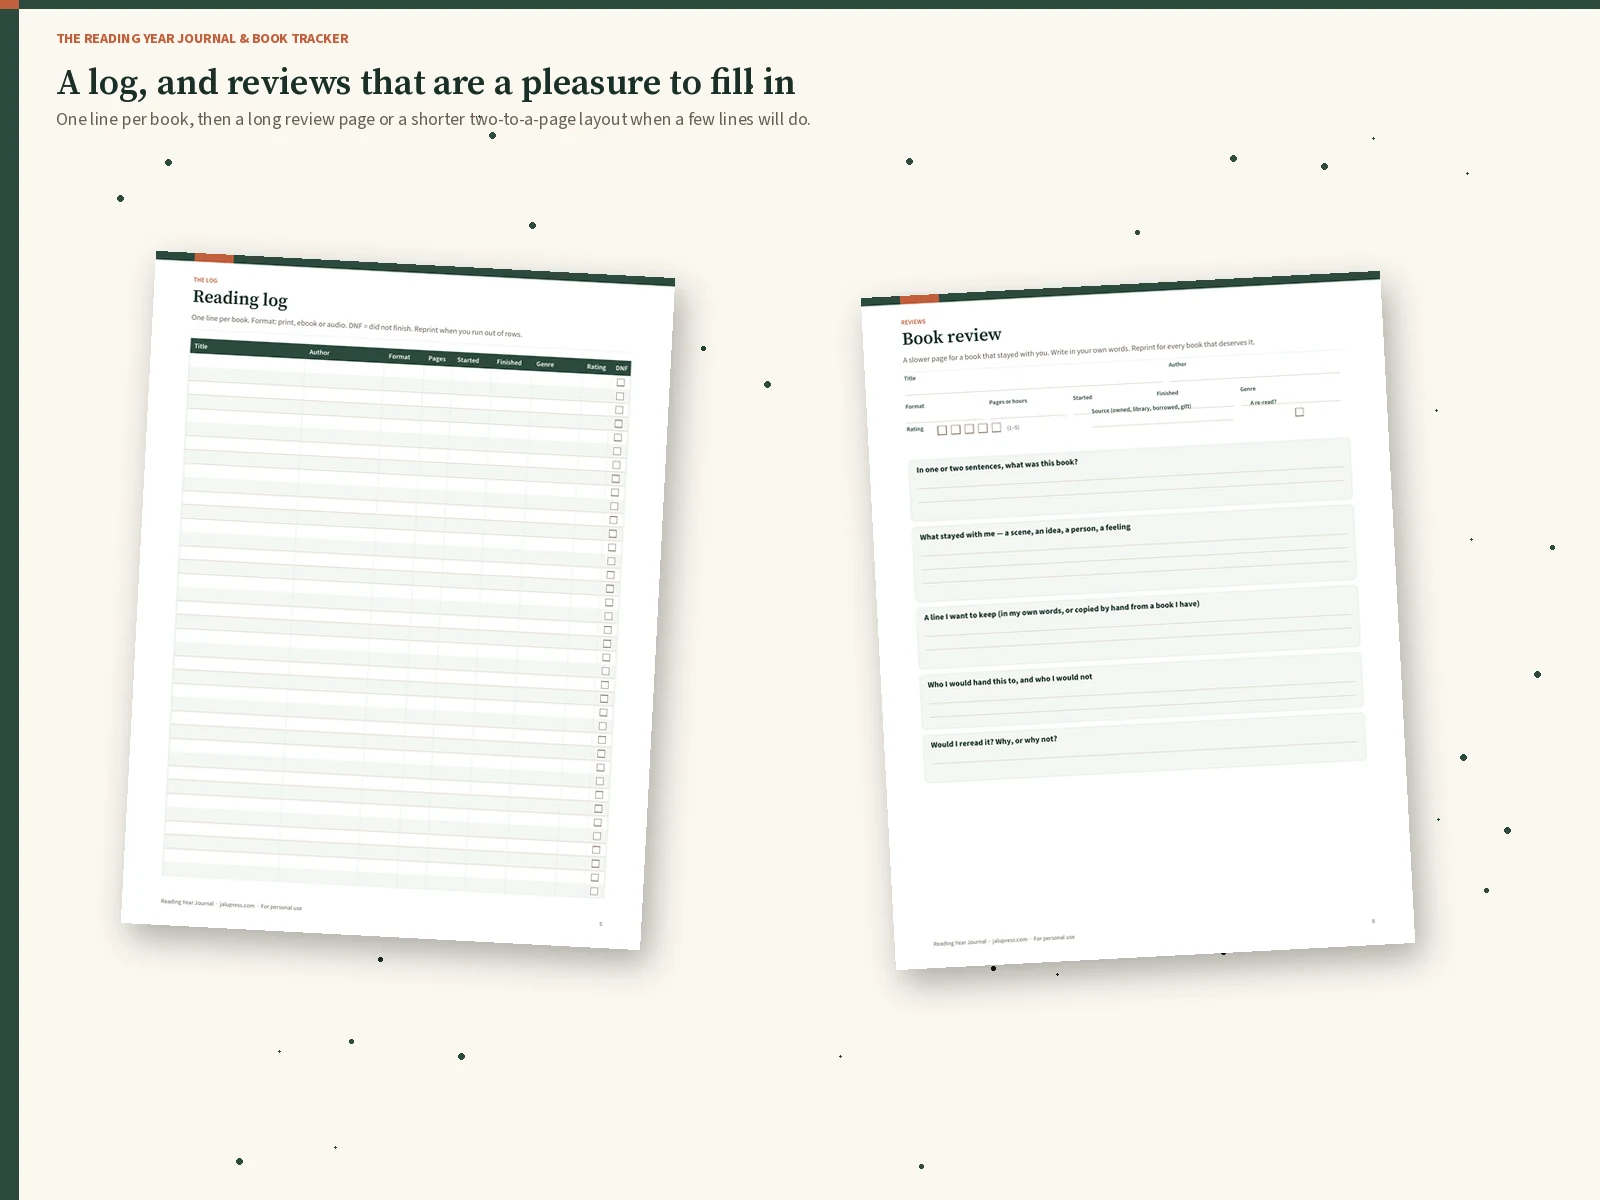 THE READING YEAR JOURNAL & BOOK TRACKER
A log, and reviews that are a pleasure to fill in
One line per book, then a long review page or a shorter two-to-a-page layout when a few lines will do.
THE LOG
Reading log
One line per book. Format: print, ebook or audio. DNF = did not finish. Reprint when you run out of rows.
Title Author Format Pages Started Finished Genre Rating DNF
Reading Year Journal · jalupress.com · For personal use
5
REVIEWS
Book review
A slower page for a book that stayed with you. Write in your own words. Reprint for every book that deserves it.
Title Author
Format Pages or hours Started Finished Genre
Rating (1-5) Source (owned, library, borrowed, gift) A re-read?
In one or two sentences, what was this book?
What stayed with me — a scene, an idea, a person, a feeling
A line I want to keep (in my own words, or copied by hand from a book I have)
Who I would hand this to, and who I would not
Would I reread it? Why, or why not?
Reading Year Journal · jalupress.com · For personal use